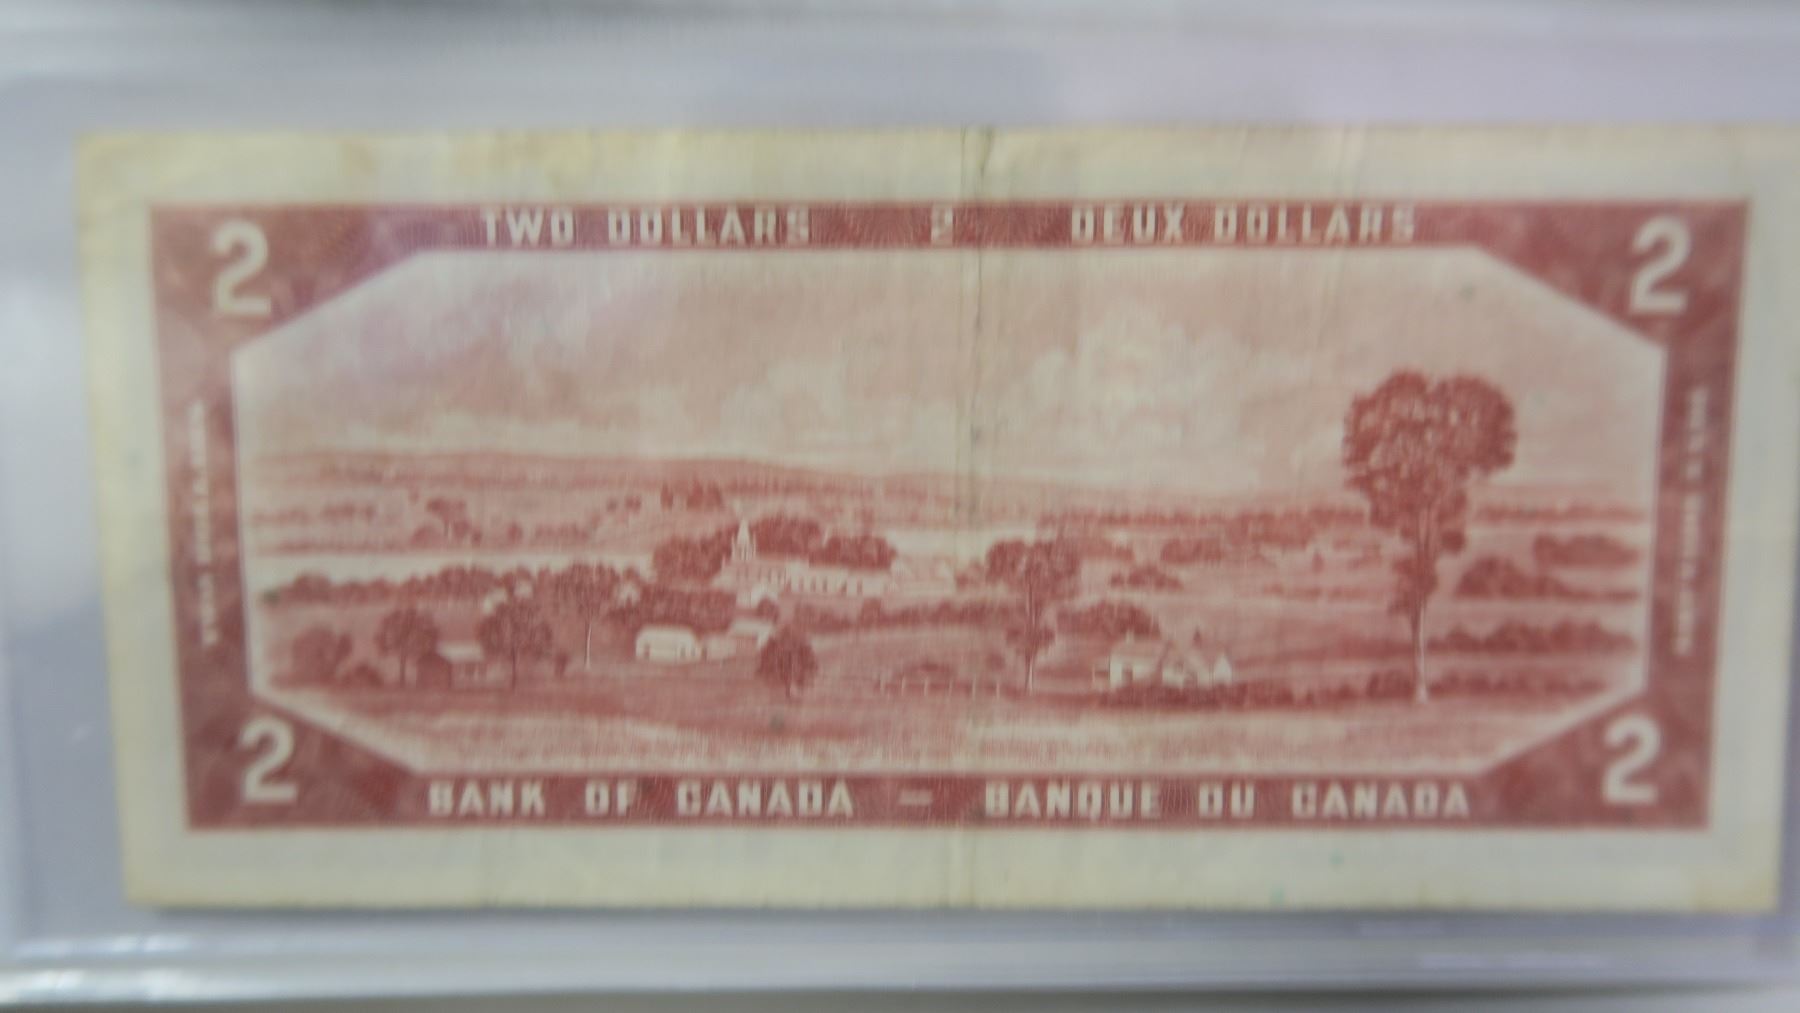 2 TWO DOLLARS 2 DEUX DOLLARS 2
2 BANK OF CANADA — BANQUE DU CANADA 2